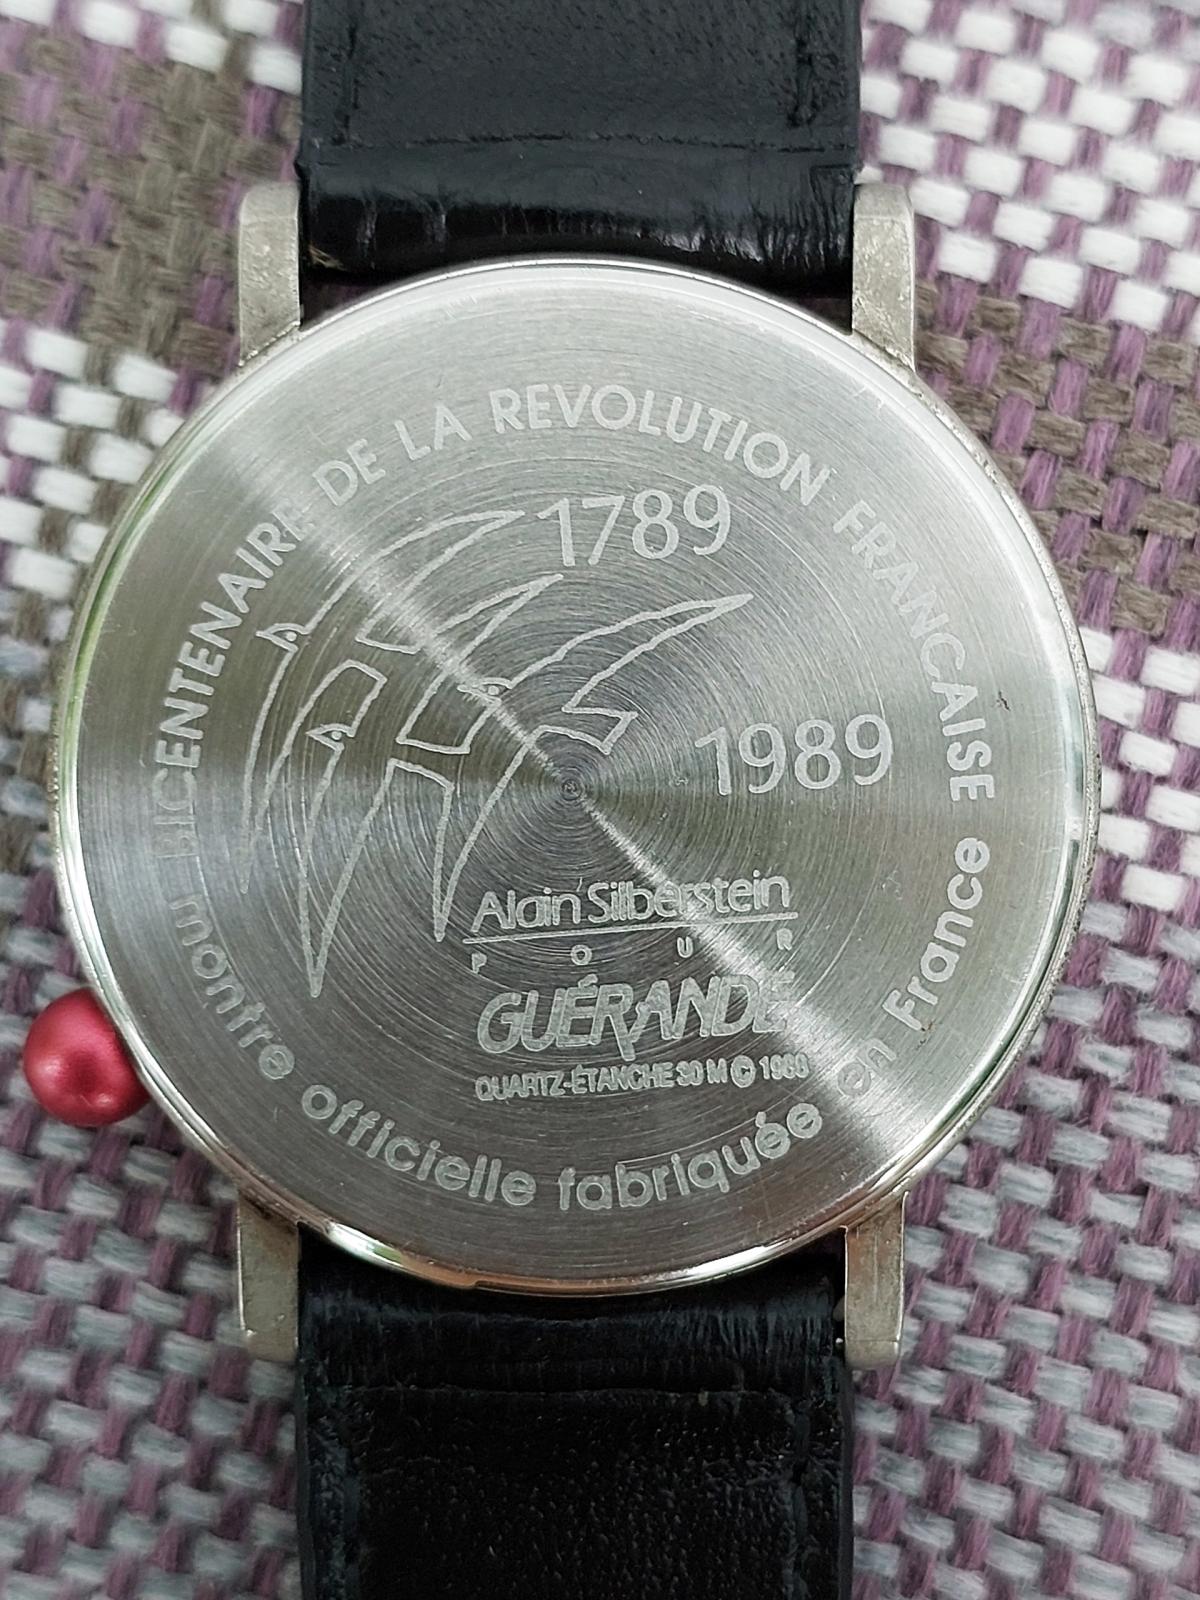 BICENTENAIRE DE LA REVOLUTION FRANCAISE
1789
1989
Alain Silberstein
POUR
GUÉRANDE
QUARTZ-ÉTANCHE 30 M © 1988
montre officielle fabriquée en France